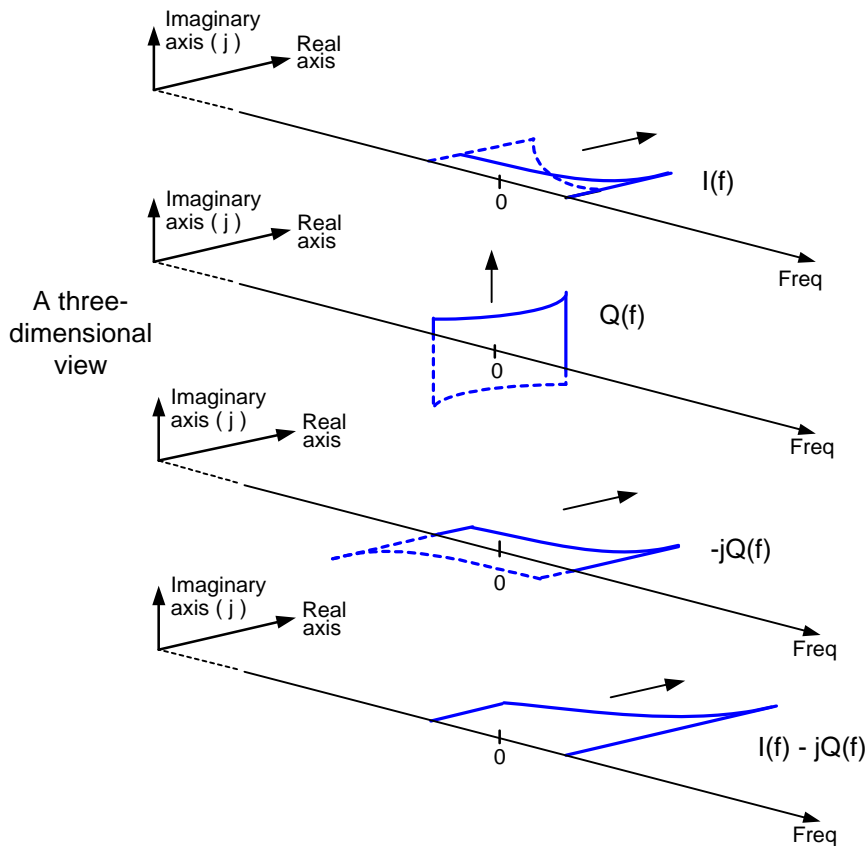 Imaginary
axis ( j )
Real
axis
I(f)
0
Freq
Imaginary
axis ( j )
Real
axis
A three-
dimensional
view
Q(f)
0
Freq
Imaginary
axis ( j )
Real
axis
-jQ(f)
0
Freq
Imaginary
axis ( j )
Real
axis
I(f) - jQ(f)
0
Freq